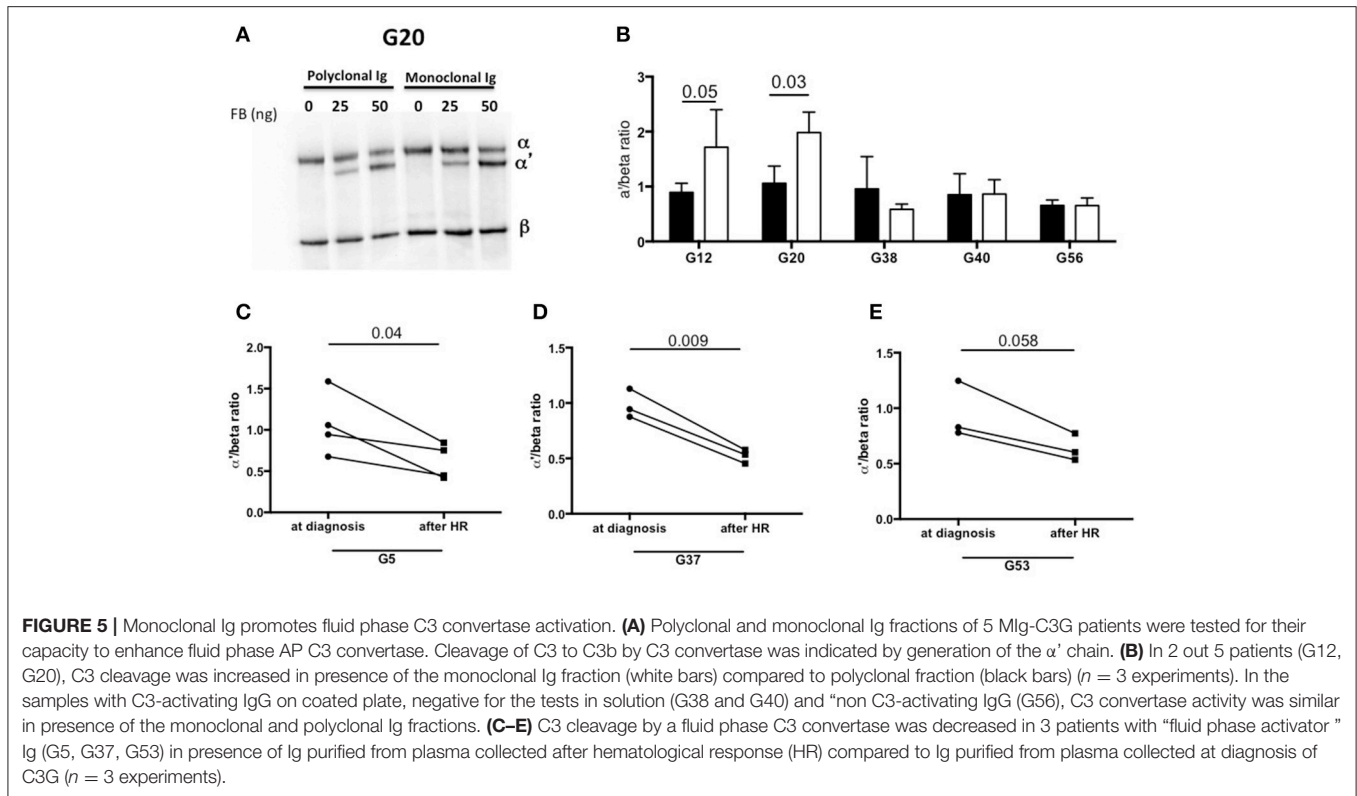 A
G20
Polyclonal Ig Monoclonal Ig
FB (ng) 0 25 50 0 25 50
α
α'
β
B
a'/beta ratio
3
2
1
0
0.05
0.03
G12 G20 G38 G40 G56
C
α'/beta ratio
2.0
1.5
1.0
0.5
0.0
0.04
at diagnosis after HR
G5
D
α'/beta ratio
1.5
1.0
0.5
0.0
0.009
at diagnosis after HR
G37
E
α'/beta ratio
1.5
1.0
0.5
0.0
0.058
at diagnosis after HR
G53
FIGURE 5 | Monoclonal Ig promotes fluid phase C3 convertase activation. (A) Polyclonal and monoclonal Ig fractions of 5 MIg-C3G patients were tested for their
capacity to enhance fluid phase AP C3 convertase. Cleavage of C3 to C3b by C3 convertase was indicated by generation of the α' chain. (B) In 2 out 5 patients (G12,
G20), C3 cleavage was increased in presence of the monoclonal Ig fraction (white bars) compared to polyclonal fraction (black bars) (n = 3 experiments). In the
samples with C3-activating IgG on coated plate, negative for the tests in solution (G38 and G40) and "non C3-activating IgG (G56), C3 convertase activity was similar
in presence of the monoclonal and polyclonal Ig fractions. (C–E) C3 cleavage by a fluid phase C3 convertase was decreased in 3 patients with "fluid phase activator "
Ig (G5, G37, G53) in presence of Ig purified from plasma collected after hematological response (HR) compared to Ig purified from plasma collected at diagnosis of
C3G (n = 3 experiments).